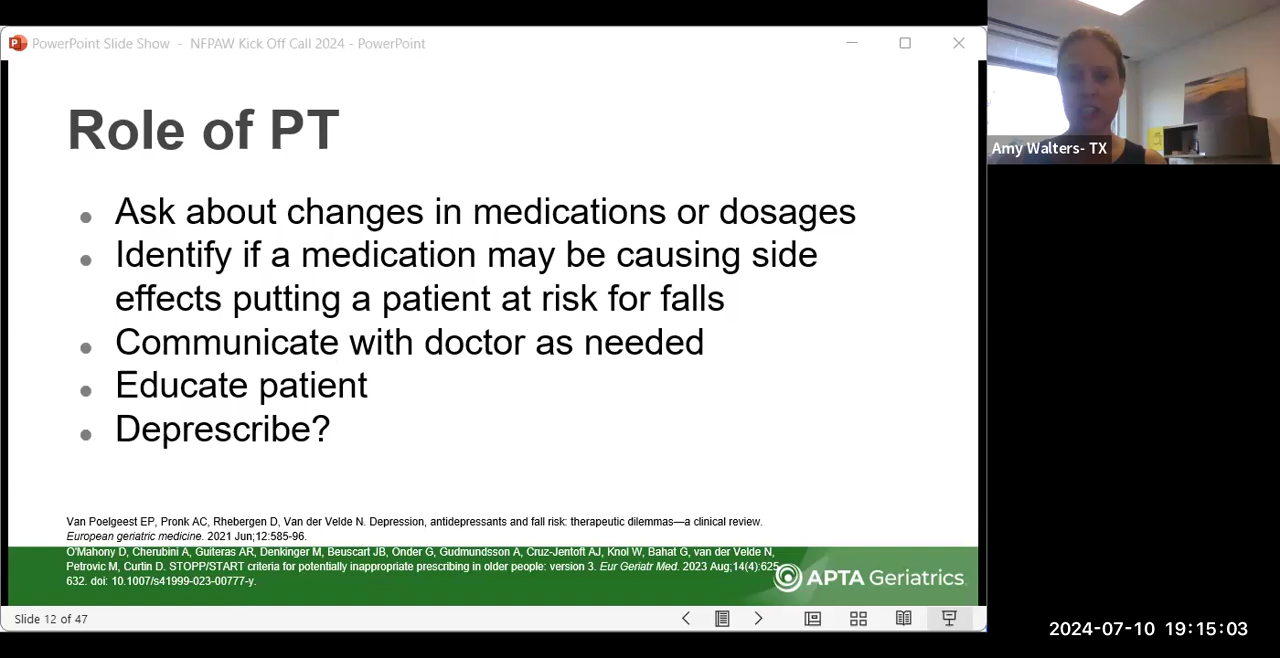 PowerPoint Slide Show - NFPAW Kick Off Call 2024 - PowerPoint
Role of PT
Ask about changes in medications or dosages
Identify if a medication may be causing side
effects putting a patient at risk for falls
Communicate with doctor as needed
Educate patient
Deprescribe?
Van Poelgeest EP, Pronk AC, Rhebergen D, Van der Velde N. Depression, antidepressants and fall risk: therapeutic dilemmas—a clinical review.
European geriatric medicine. 2021 Jun;12:585-96.
O'Mahony D, Cherubini A, Guiteras AR, Denkinger M, Beuscart JB, Onder G, Gudmundsson A, Cruz-Jentoft AJ, Knol W, Bahat G, van der Velde N,
Petrovic M, Curtin D. STOPP/START criteria for potentially inappropriate prescribing in older people: version 3. Eur Geriatr Med. 2023 Aug;14(4):625-
632. doi: 10.1007/s41999-023-00777-y.
APTA Geriatrics
Slide 12 of 47
Amy Walters- TX
2024-07-10 19:15:03